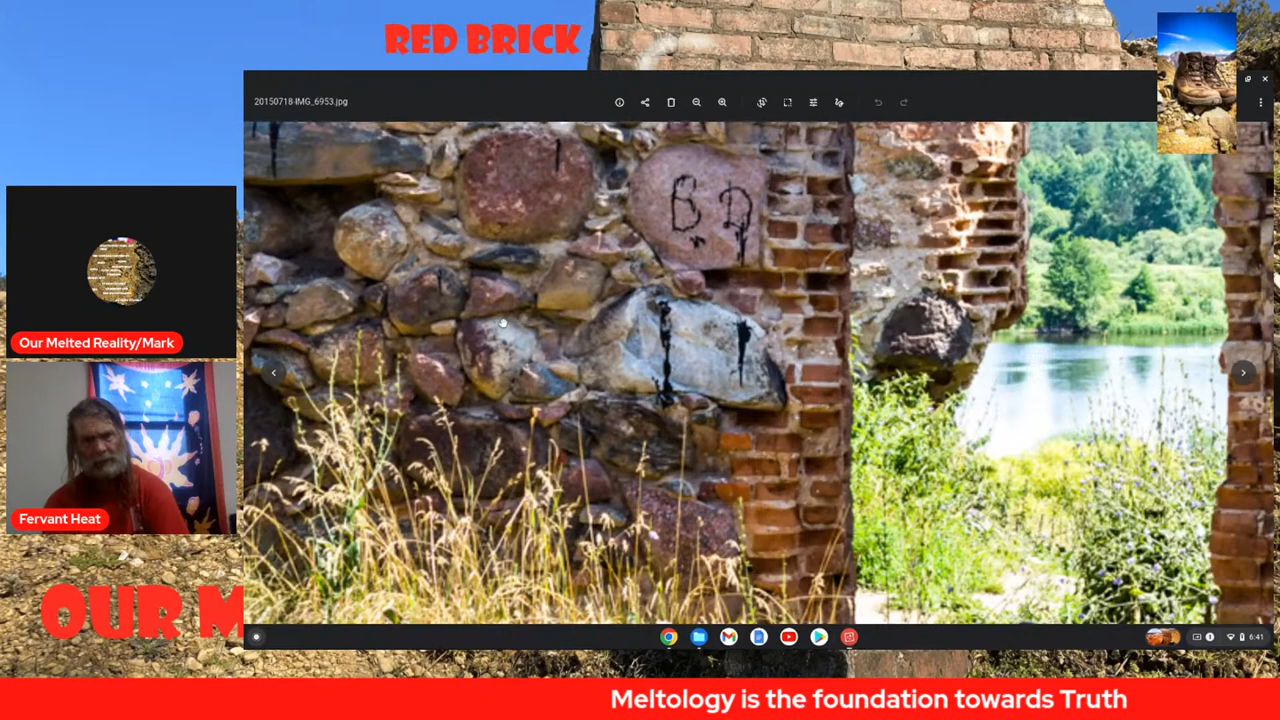 RED BRICK
20150718-IMG_6953.jpg
B D
Our Melted Reality/Mark
Fervant Heat
OUR M
6:41
Meltology is the foundation towards Truth